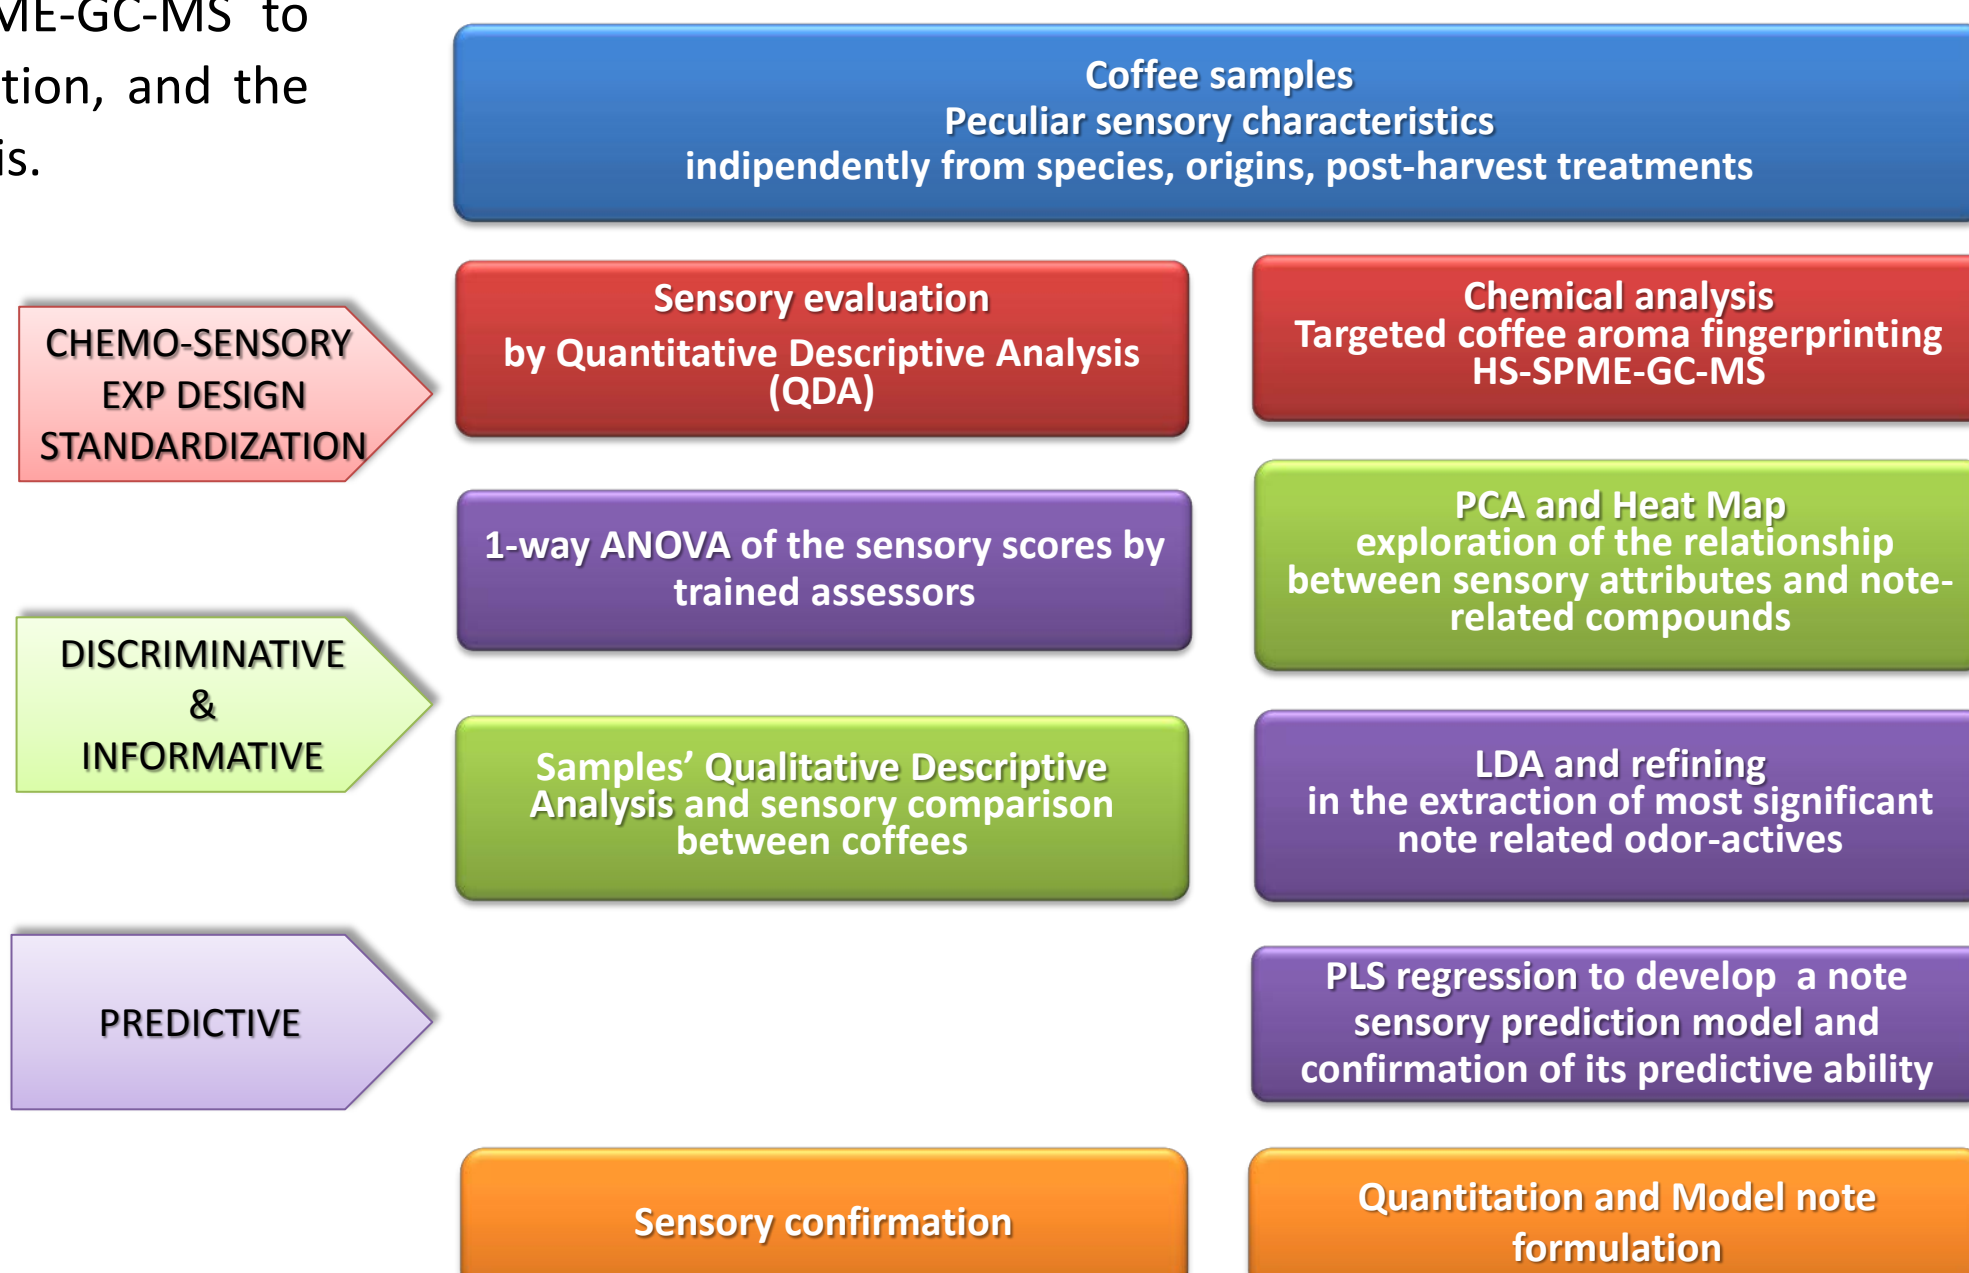 ME-GC-MS to
tion, and the
is.
Coffee samples
Peculiar sensory characteristics
indipendently from species, origins, post-harvest treatments
CHEMO-SENSORY
EXP DESIGN
STANDARDIZATION
Sensory evaluation
by Quantitative Descriptive Analysis
(QDA)
Chemical analysis
Targeted coffee aroma fingerprinting
HS-SPME-GC-MS
1-way ANOVA of the sensory scores by
trained assessors
PCA and Heat Map
exploration of the relationship
between sensory attributes and note-
related compounds
DISCRIMINATIVE
&
INFORMATIVE
Samples’ Qualitative Descriptive
Analysis and sensory comparison
between coffees
LDA and refining
in the extraction of most significant
note related odor-actives
PREDICTIVE
PLS regression to develop  a note
sensory prediction model and
confirmation of its predictive ability
Sensory confirmation
Quantitation and Model note
formulation